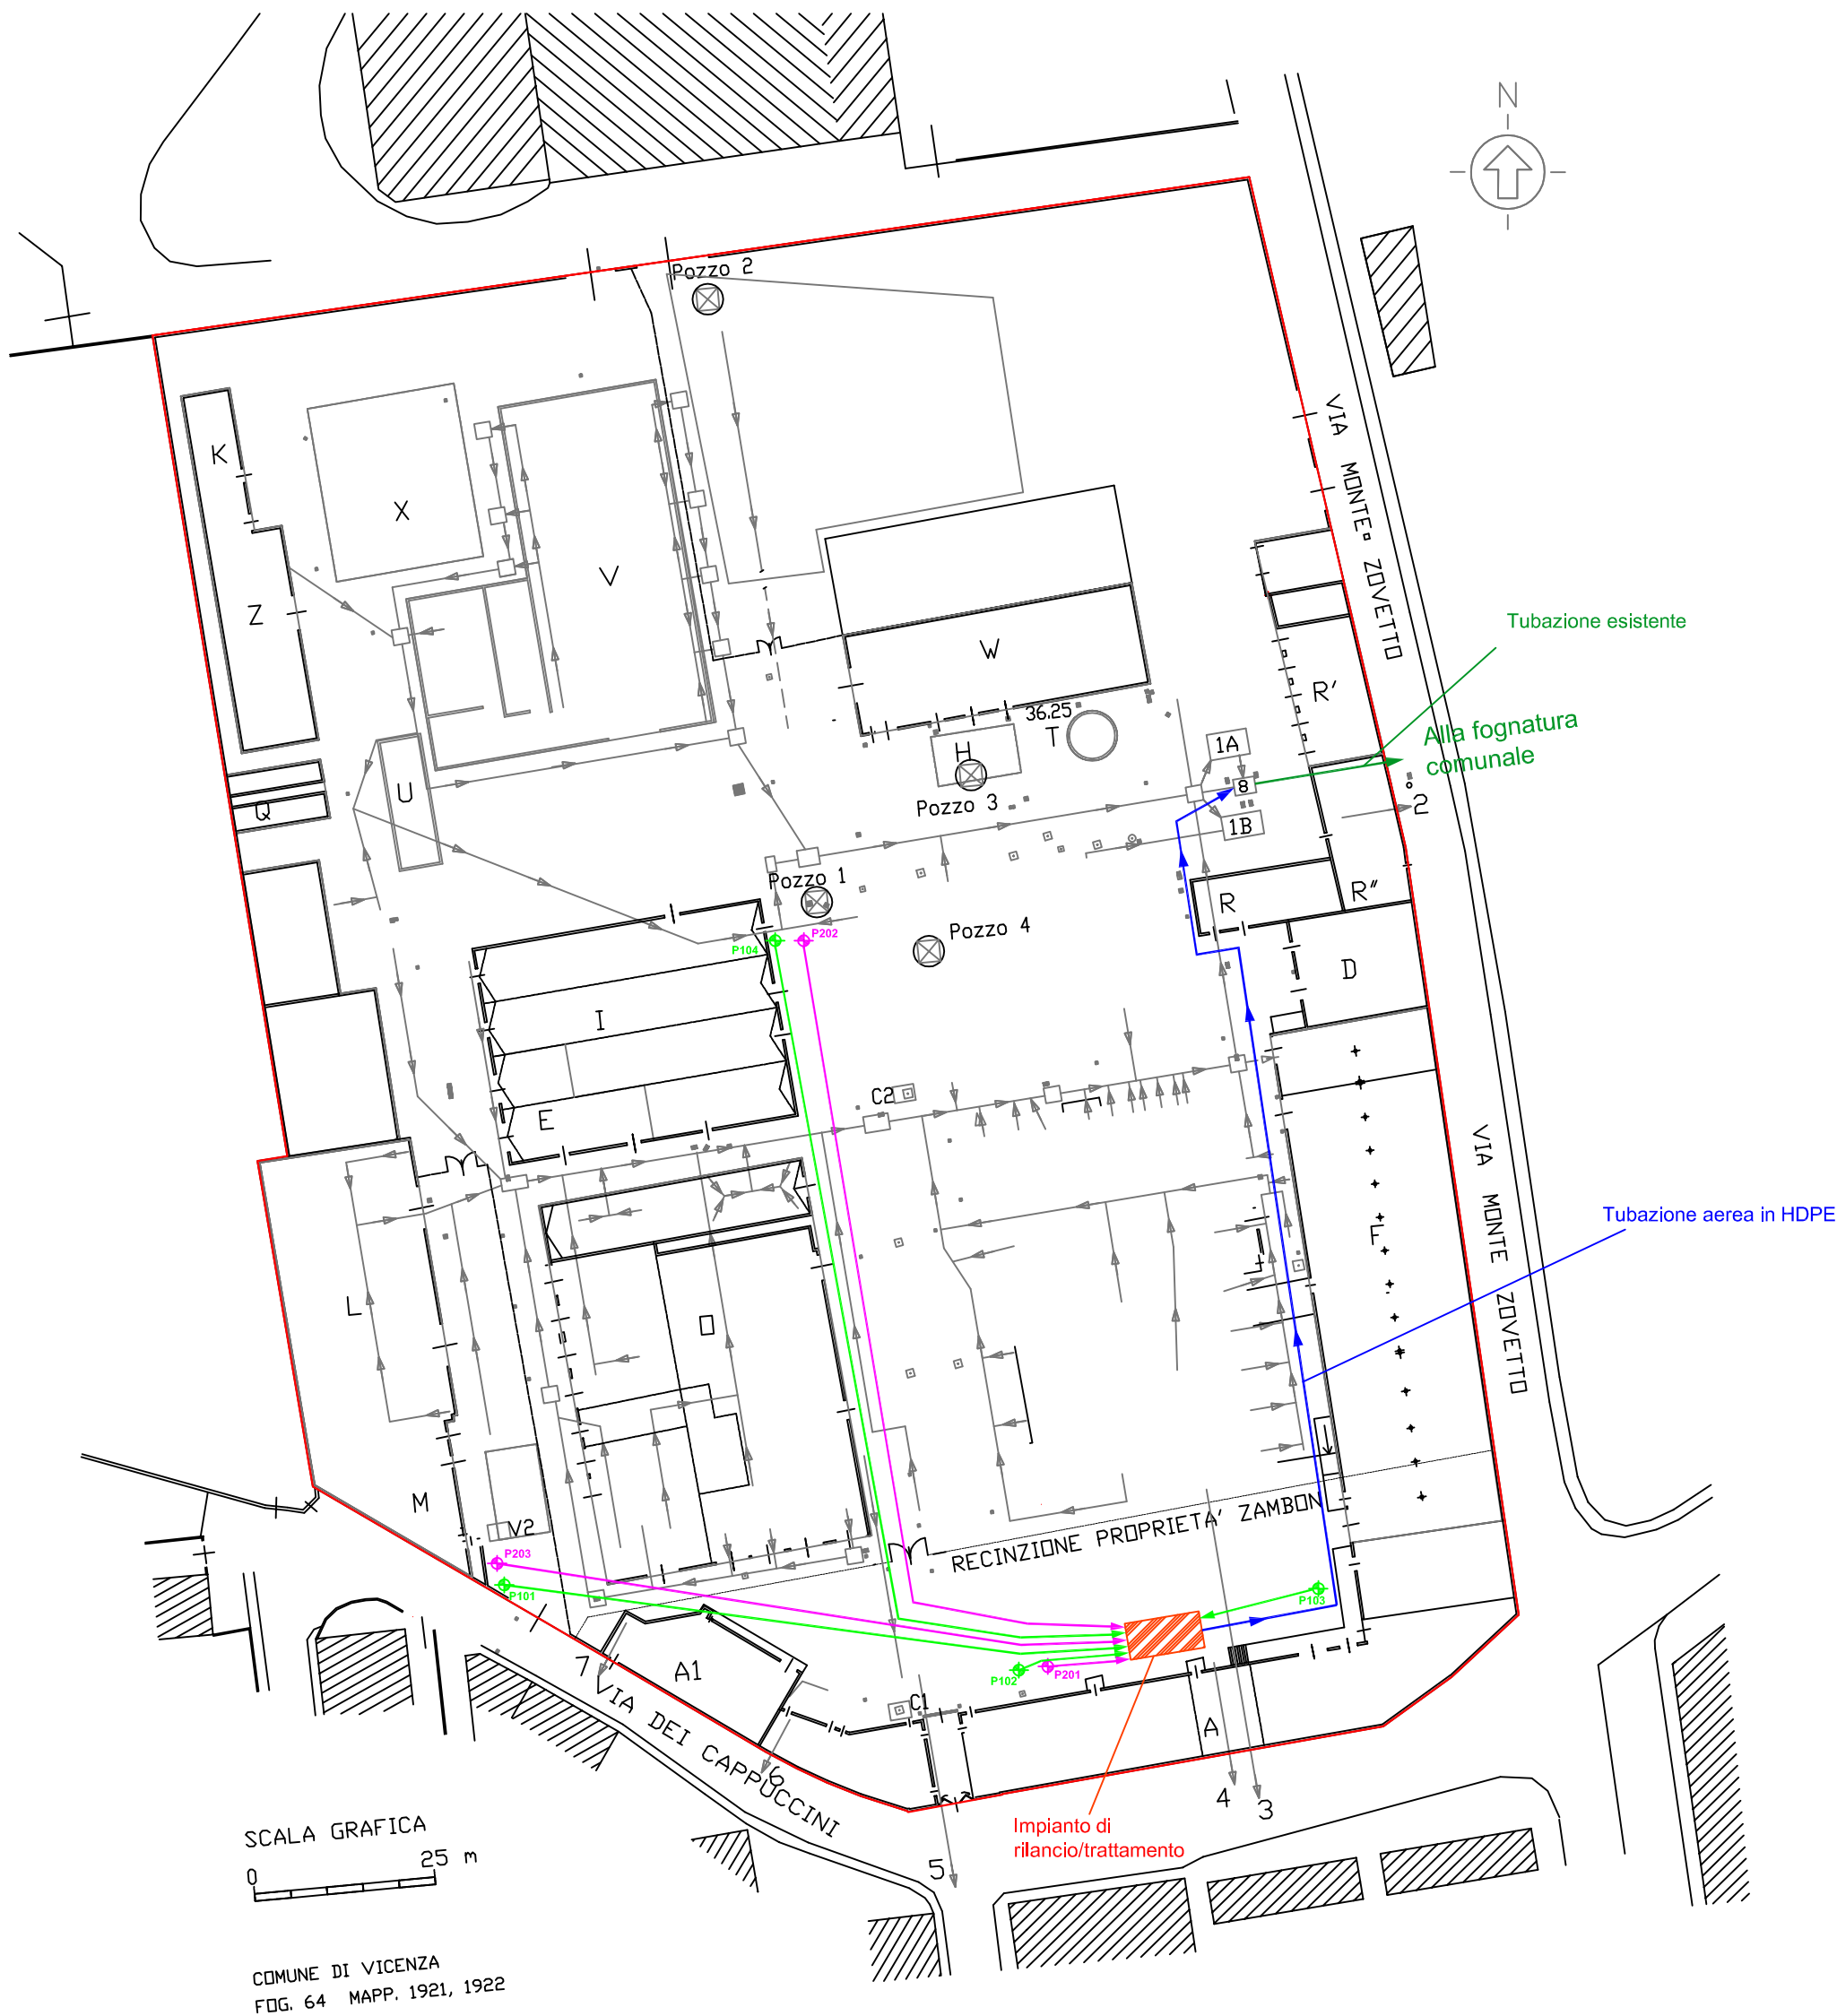 N
Pozzo 2
VIA MONTE ZOVETTO
K
X
V
Z
Tubazione esistente
W
R'
36.25
H
T
1A
Alla fognatura
comunale
U
Q
8
Pozzo 3
1B
2
Pozzo 1
R
R"
P104
P202
Pozzo 4
D
I
C2
E
VIA MONTE ZOVETTO
Tubazione aerea in HDPE
F
L
O
M
V2
RECINZIONE PROPRIETA' ZAMBON
P203
P101
P103
7
A1
P102
P201
C1
VIA DEI CAPPUCCINI
A
6
4
3
Impianto di
rilancio/trattamento
SCALA GRAFICA
0
25 m
5
COMUNE DI VICENZA
FOG. 64 MAPP. 1921, 1922